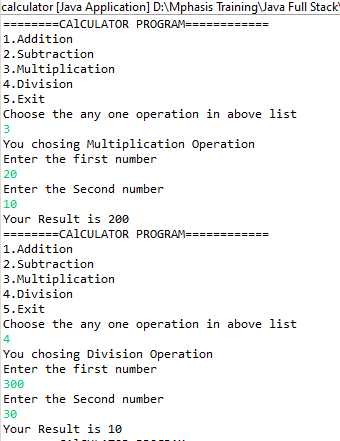 calculator [Java Application] D:\Mphasis Training\Java Full Stack\
========CAlCULATOR PROGRAM============
1.Addition
2.Subtraction
3.Multiplication
4.Division
5.Exit
Choose the any one operation in above list
3
You chosing Multiplication Operation
Enter the first number
20
Enter the Second number
10
Your Result is 200
========CAlCULATOR PROGRAM============
1.Addition
2.Subtraction
3.Multiplication
4.Division
5.Exit
Choose the any one operation in above list
4
You chosing Division Operation
Enter the first number
300
Enter the Second number
30
Your Result is 10